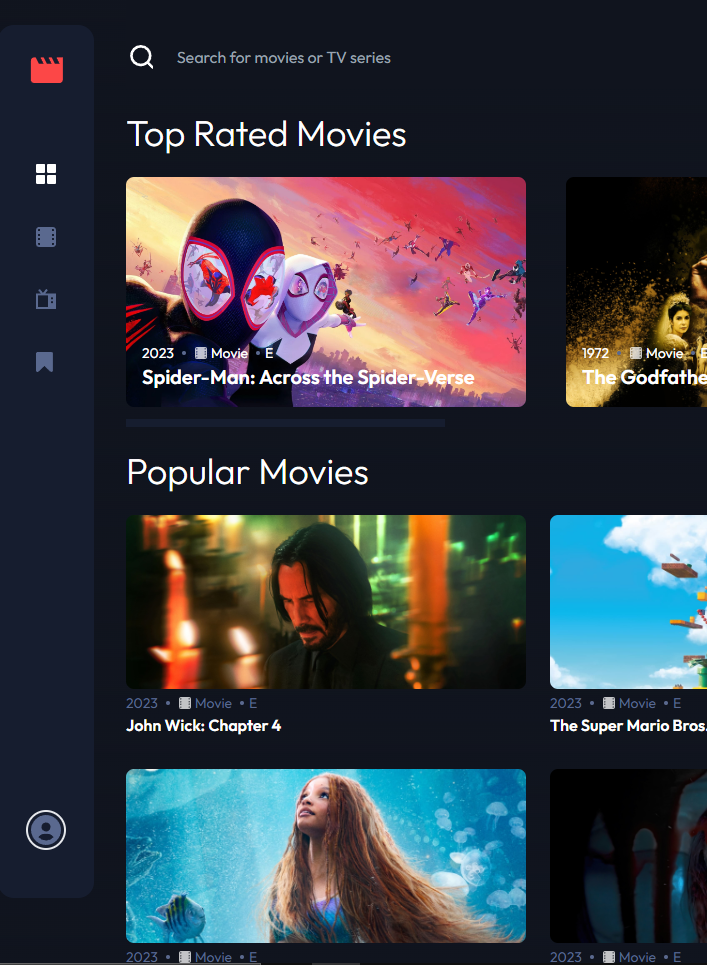 Search for movies or TV series
Top Rated Movies
2023 • Movie • E
Spider-Man: Across the Spider-Verse
1972 • Movie • E
The Godfathe
Popular Movies
2023 • Movie • E
John Wick: Chapter 4
2023 • Movie • E
The Super Mario Bros.
2023 • Movie • E
2023 • Movie • E